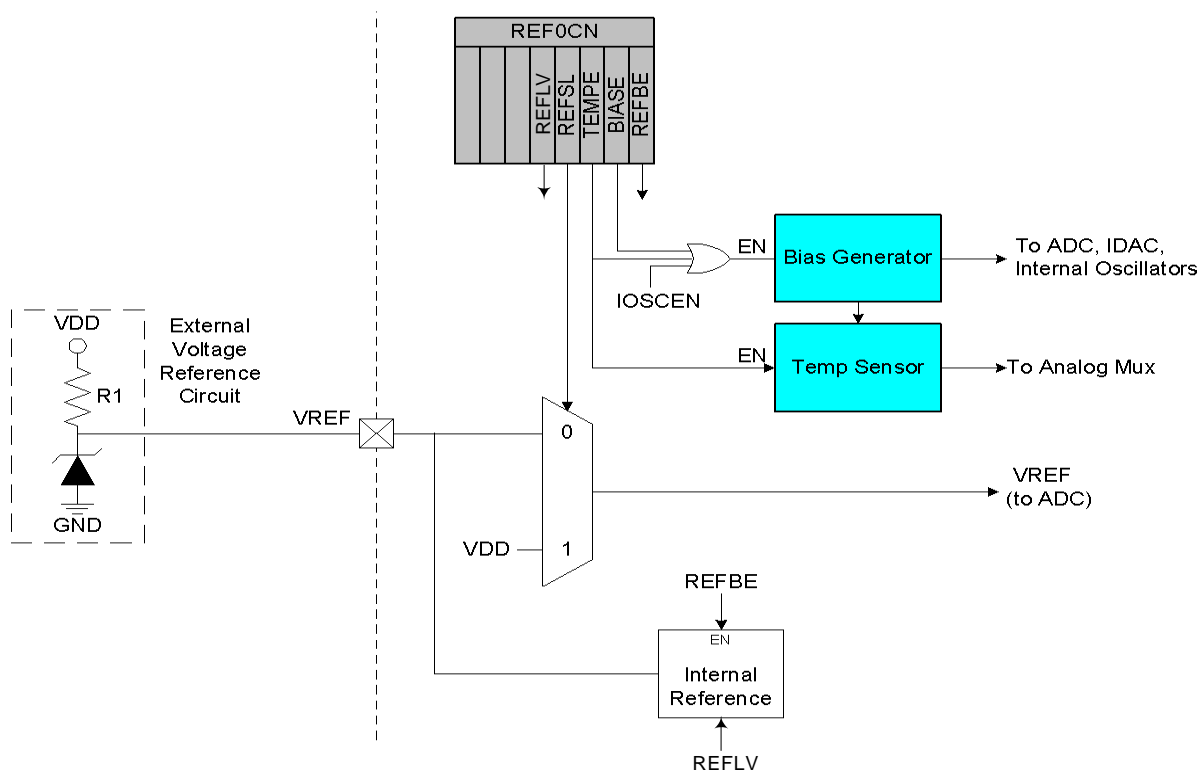 REF0CN
REFLV
REFSL
TEMPE
BIASE
REFBE
EN
Bias Generator
To ADC, IDAC,
Internal Oscillators
IOSCEN
VDD
External
Voltage
Reference
Circuit
R1
EN
Temp Sensor
To Analog Mux
VREF
0
GND
VREF
(to ADC)
VDD
1
REFBE
EN
Internal
Reference
REFLV